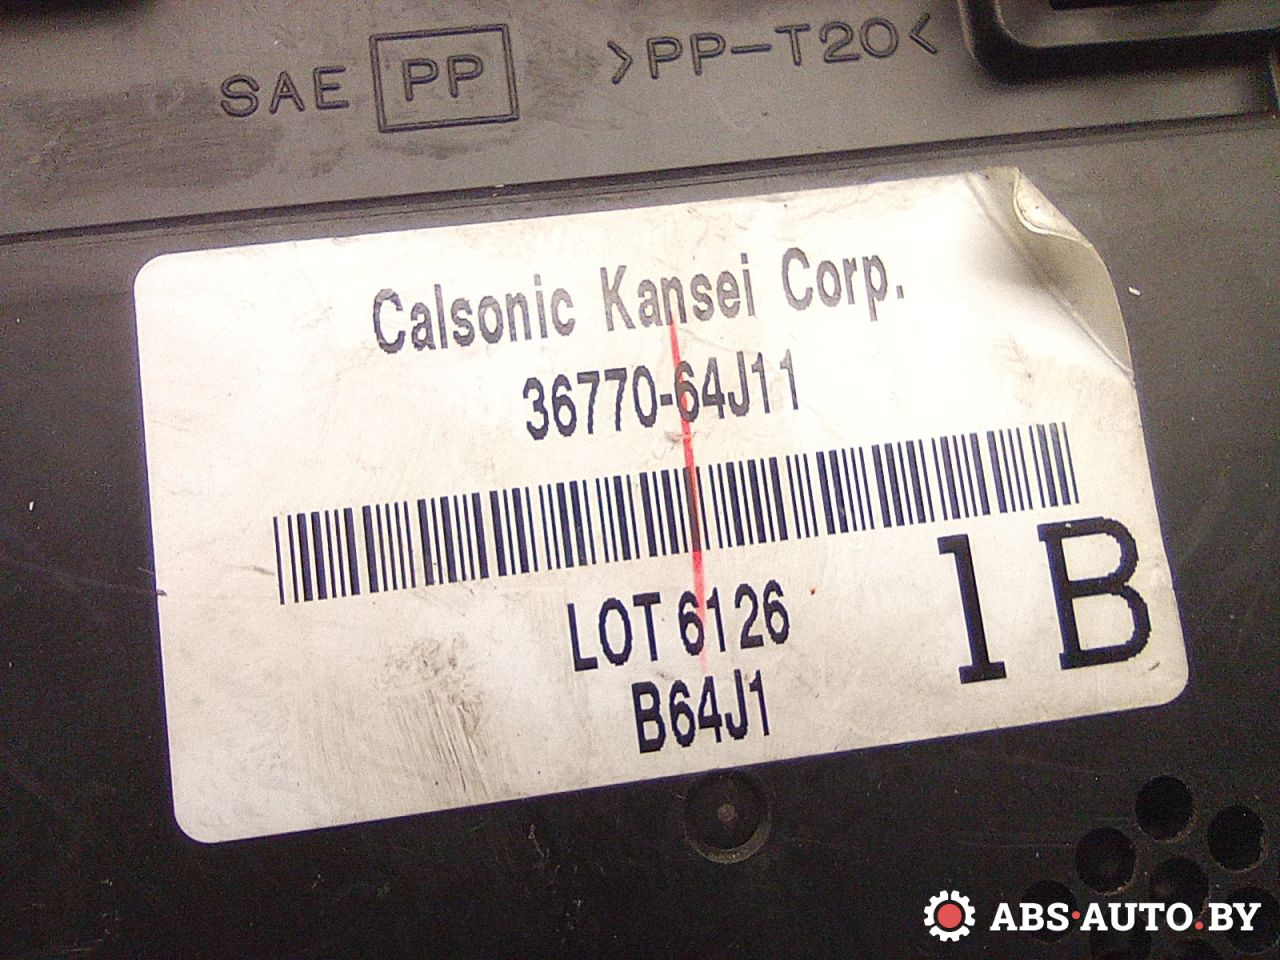 SAE PP >PP-T20<
Calsonic Kansei Corp.
36770-64J11
LOT 6126
B64J1
1B
ABS·AUTO.BY